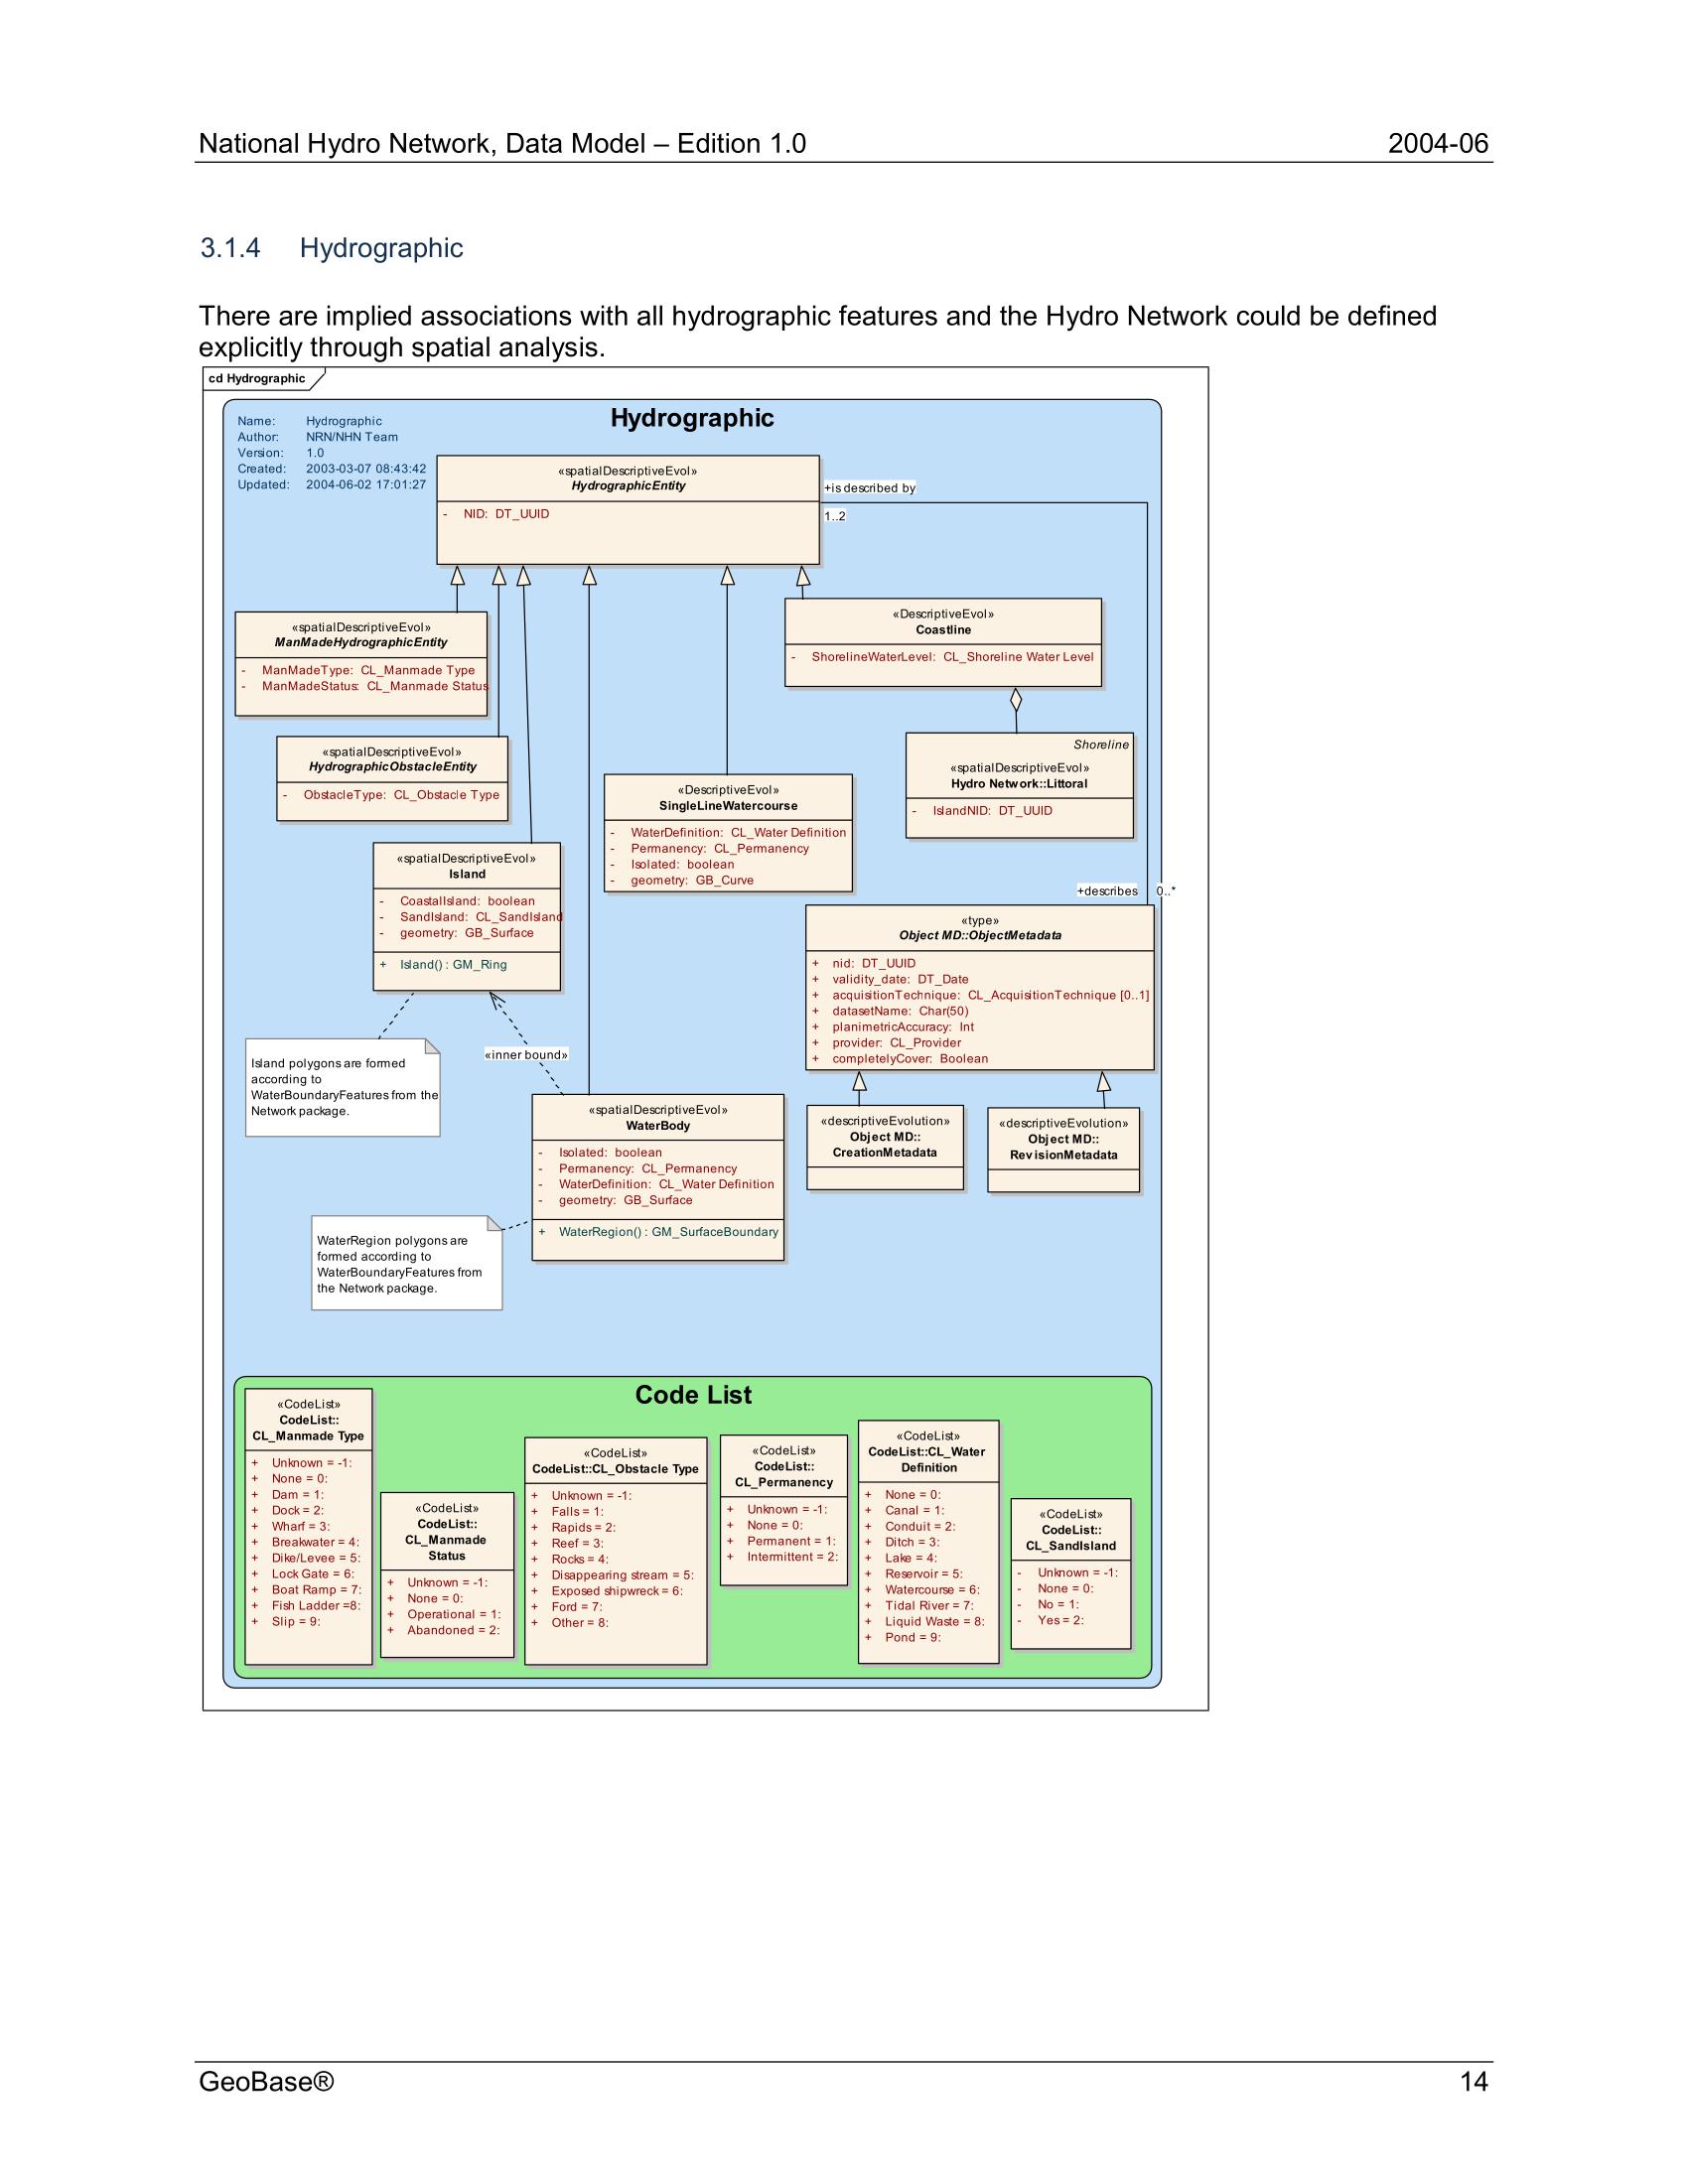 National Hydro Network, Data Model – Edition 1.0 2004-06
3.1.4 Hydrographic
There are implied associations with all hydrographic features and the Hydro Network could be defined
explicitly through spatial analysis.
cd Hydrographic
Hydrographic
Name: Hydrographic
Author: NRN/NHN Team
Version: 1.0
Created: 2003-03-07 08:43:42
Updated: 2004-06-02 17:01:27
«spatialDescriptiveEvol»
HydrographicEntity
- NID: DT_UUID
+is described by
1..2
«spatialDescriptiveEvol»
ManMadeHydrographicEntity
- ManMadeType: CL_Manmade Type
- ManMadeStatus: CL_Manmade Status
«DescriptiveEvol»
Coastline
- ShorelineWaterLevel: CL_Shoreline Water Level
«spatialDescriptiveEvol»
HydrographicObstacleEntity
- ObstacleType: CL_Obstacle Type
Shoreline
«spatialDescriptiveEvol»
Hydro Network::Littoral
- IslandNID: DT_UUID
«DescriptiveEvol»
SingleLineWatercourse
- WaterDefinition: CL_Water Definition
- Permanency: CL_Permanency
- Isolated: boolean
- geometry: GB_Curve
«spatialDescriptiveEvol»
Island
- CoastalIsland: boolean
- SandIsland: CL_SandIsland
- geometry: GB_Surface
+ Island() : GM_Ring
+describes 0..*
«type»
Object MD::ObjectMetadata
+ nid: DT_UUID
+ validity_date: DT_Date
+ acquisitionTechnique: CL_AcquisitionTechnique [0..1]
+ datasetName: Char(50)
+ planimetricAccuracy: Int
+ provider: CL_Provider
+ completelyCover: Boolean
Island polygons are formed
according to
WaterBoundaryFeatures from the
Network package.
«inner bound»
«spatialDescriptiveEvol»
WaterBody
- Isolated: boolean
- Permanency: CL_Permanency
- WaterDefinition: CL_Water Definition
- geometry: GB_Surface
+ WaterRegion() : GM_SurfaceBoundary
«descriptiveEvolution»
Object MD::
CreationMetadata
«descriptiveEvolution»
Object MD::
RevisionMetadata
WaterRegion polygons are
formed according to
WaterBoundaryFeatures from
the Network package.
Code List
«CodeList»
CodeList::
CL_Manmade Type
+ Unknown = -1:
+ None = 0:
+ Dam = 1:
+ Dock = 2:
+ Wharf = 3:
+ Breakwater = 4:
+ Dike/Levee = 5:
+ Lock Gate = 6:
+ Boat Ramp = 7:
+ Fish Ladder =8:
+ Slip = 9:
«CodeList»
CodeList::
CL_Manmade
Status
+ Unknown = -1:
+ None = 0:
+ Operational = 1:
+ Abandoned = 2:
«CodeList»
CodeList::CL_Obstacle Type
+ Unknown = -1:
+ Falls = 1:
+ Rapids = 2:
+ Reef = 3:
+ Rocks = 4:
+ Disappearing stream = 5:
+ Exposed shipwreck = 6:
+ Ford = 7:
+ Other = 8:
«CodeList»
CodeList::
CL_Permanency
+ Unknown = -1:
+ None = 0:
+ Permanent = 1:
+ Intermittent = 2:
«CodeList»
CodeList::CL_Water
Definition
+ None = 0:
+ Canal = 1:
+ Conduit = 2:
+ Ditch = 3:
+ Lake = 4:
+ Reservoir = 5:
+ Watercourse = 6:
+ Tidal River = 7:
+ Liquid Waste = 8:
+ Pond = 9:
«CodeList»
CodeList::
CL_SandIsland
- Unknown = -1:
- None = 0:
- No = 1:
- Yes = 2:
GeoBase® 14